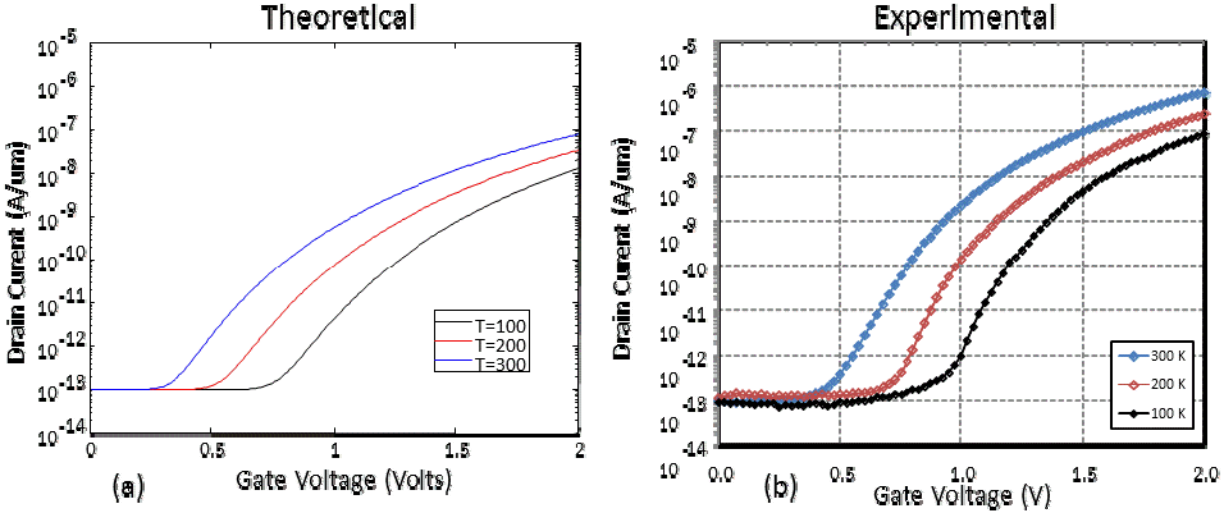 Theoretical
10-5
10-6
10-7
10-8
10-9
10-10
10-11
10-12
10-13
10-14
Drain Curent (A/um)
T=100
T=200
T=300
0 0.5 1 1.5 2
Gate Voltage (Volts)
(a)
Experimental
10 -5
10 -6
10 -7
10 -8
10 -9
10 -10
10 -11
10 -12
10 -13
10 -14
Drain Curent (A/um)
300 K
200 K
100 K
0.0 0.5 1.0 1.5 2.0
Gate Voltage (V)
(b)